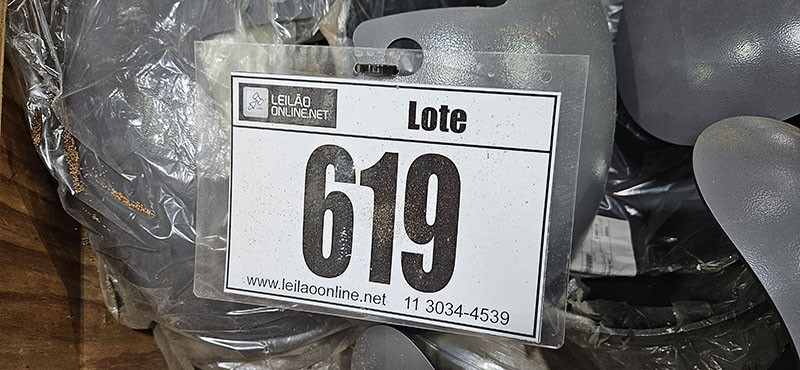 LEILÃO
ONLINE.NET
Lote
619
www.leilaoonline.net 11 3034-4539